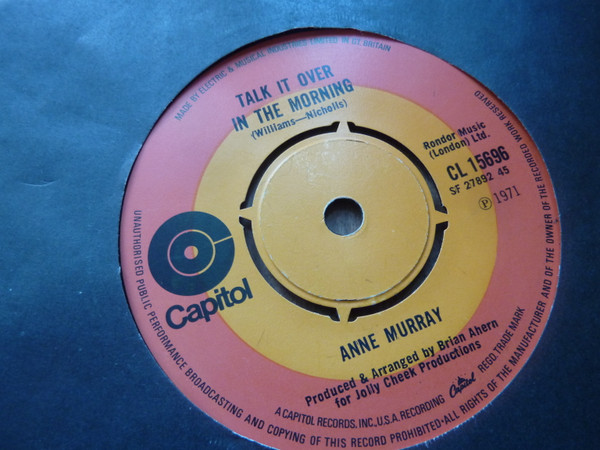 MADE BY ELECTRIC & MUSICAL INDUSTRIES LIMITED IN GT. BRITAIN
TALK IT OVER
IN THE MORNING
(Williams—Nicholls)
Rondor Music
(London) Ltd.
CL 15696
SF 27892 45
Ⓟ 1971
Capitol
ANNE MURRAY
Produced & Arranged by Brian Ahern
for Jolly Cheek Productions
A CAPITOL RECORDS, INC., U.S.A. RECORDING Capitol REGD. TRADE MARK
UNAUTHORISED PUBLIC PERFORMANCE BROADCASTING AND COPYING OF THIS RECORD PROHIBITED-ALL RIGHTS OF THE MANUFACTURER AND OF THE OWNER OF THE RECORDED WORK RESERVED